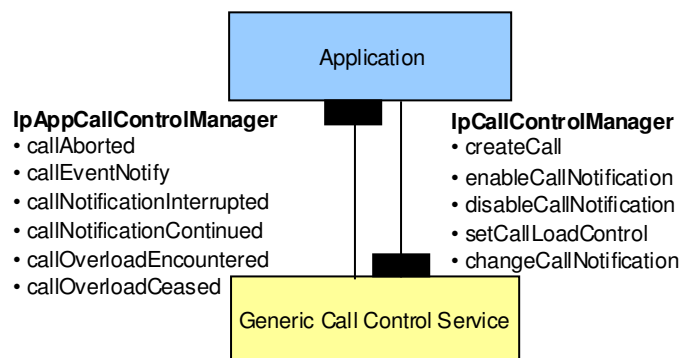 Application
IpAppCallControlManager
• callAborted
• callEventNotify
• callNotificationInterrupted
• callNotificationContinued
• callOverloadEncountered
• callOverloadCeased
IpCallControlManager
• createCall
• enableCallNotification
• disableCallNotification
• setCallLoadControl
• changeCallNotification
Generic Call Control Service